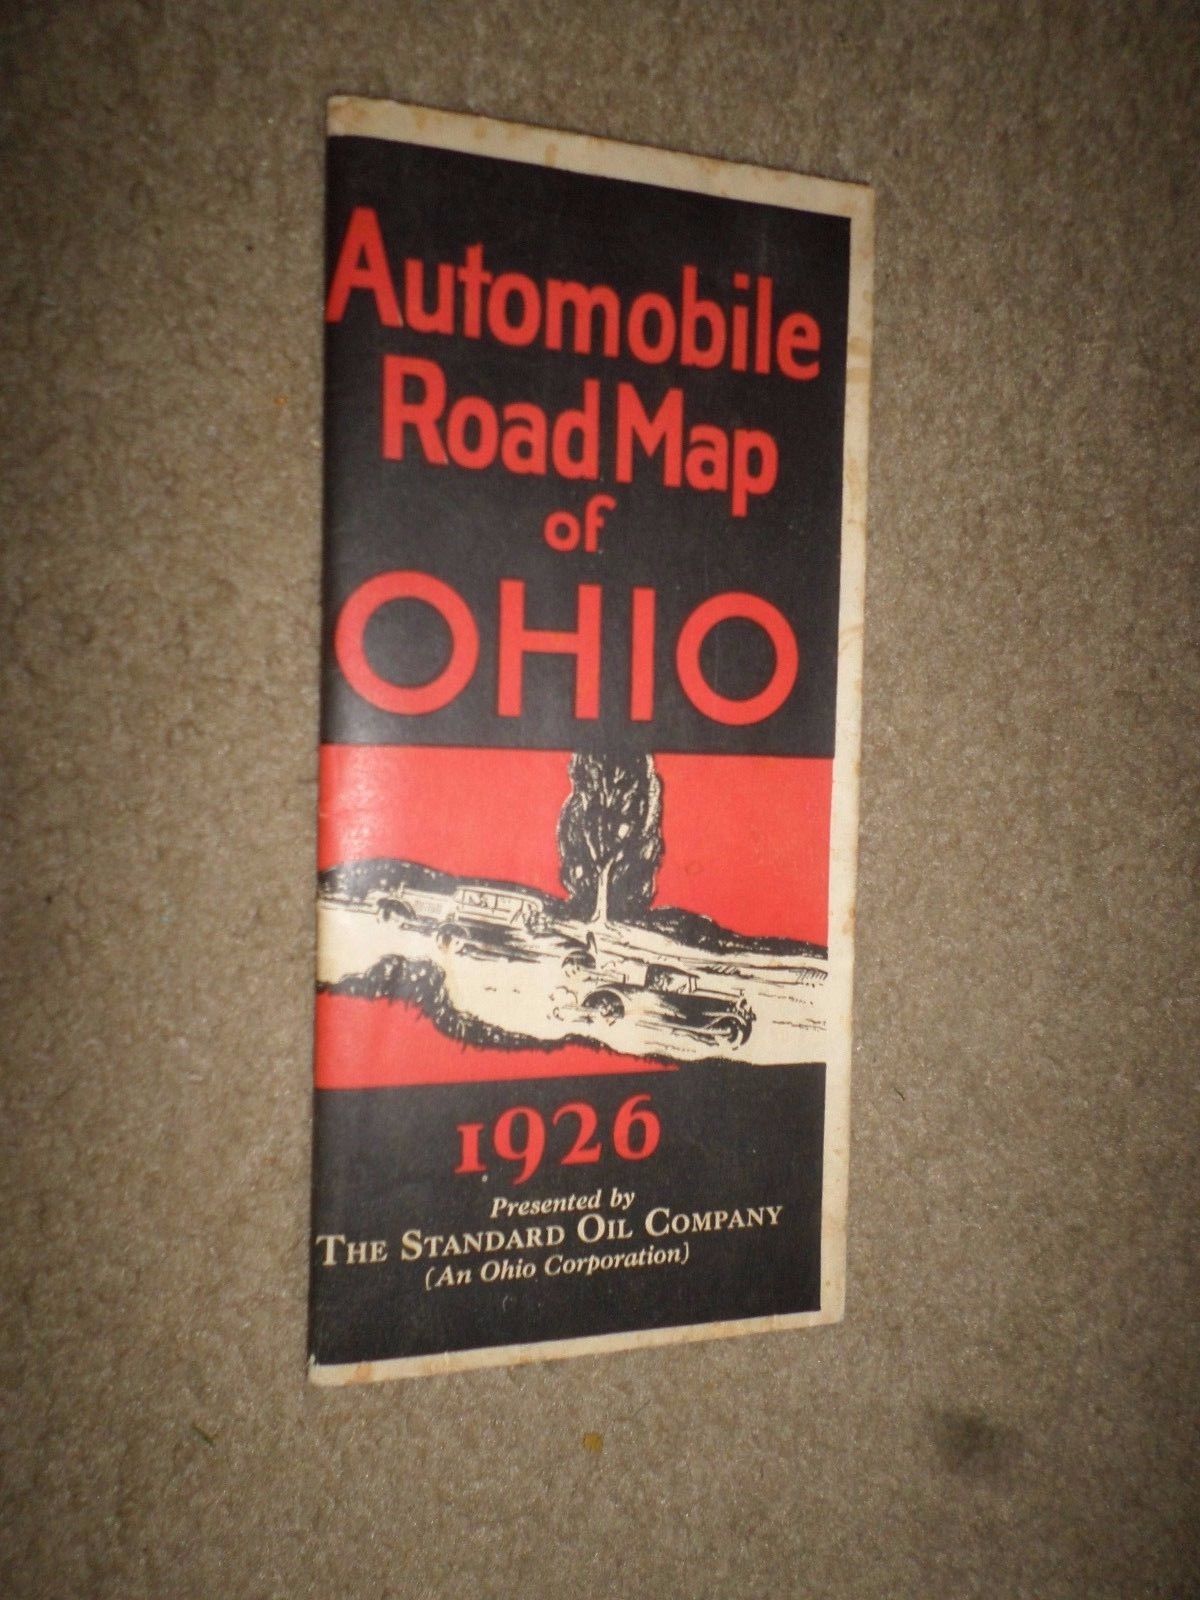 Automobile
Road Map
of
OHIO
1926
Presented by
THE STANDARD OIL COMPANY
(An Ohio Corporation)